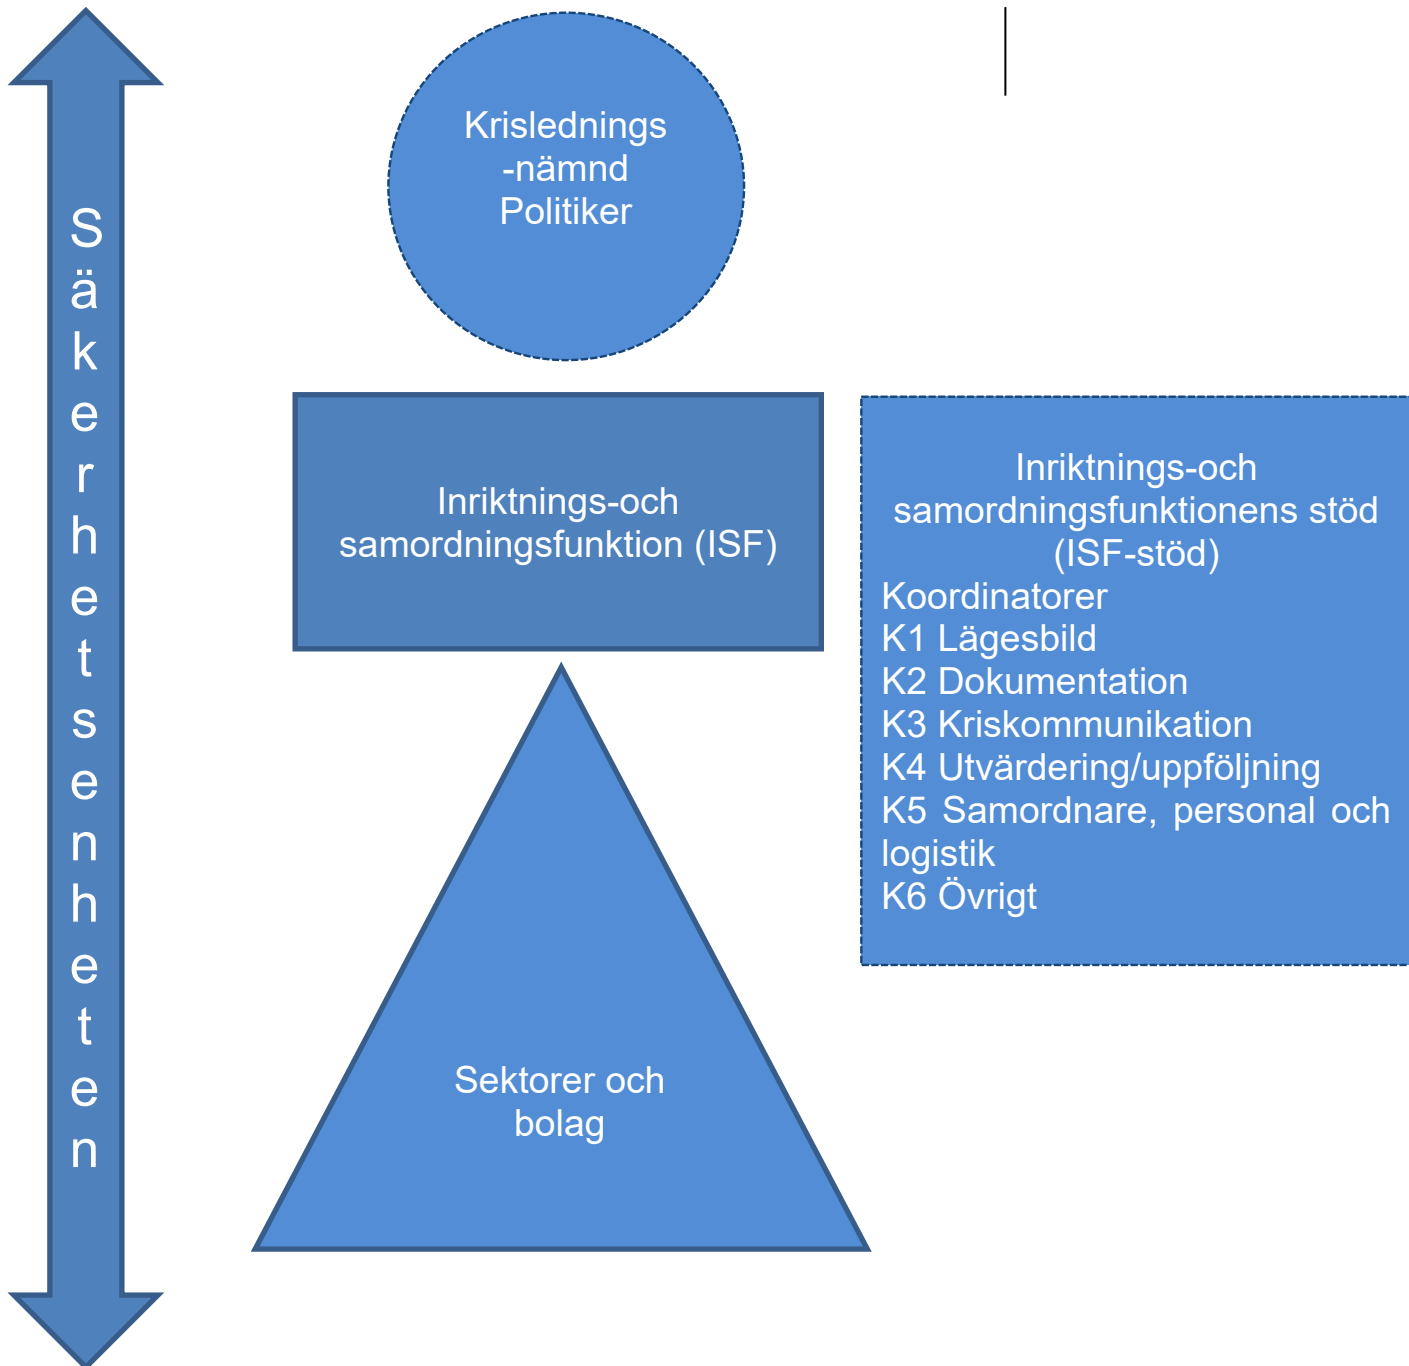 Säkerhetsenheten
Krislednings
-nämnd
Politiker
Inriktnings-och
samordningsfunktion (ISF)
Inriktnings-och
samordningsfunktionens stöd
(ISF-stöd)
Koordinatorer
K1 Lägesbild
K2 Dokumentation
K3 Kriskommunikation
K4 Utvärdering/uppföljning
K5 Samordnare, personal och
logistik
K6 Övrigt
Sektorer och
bolag